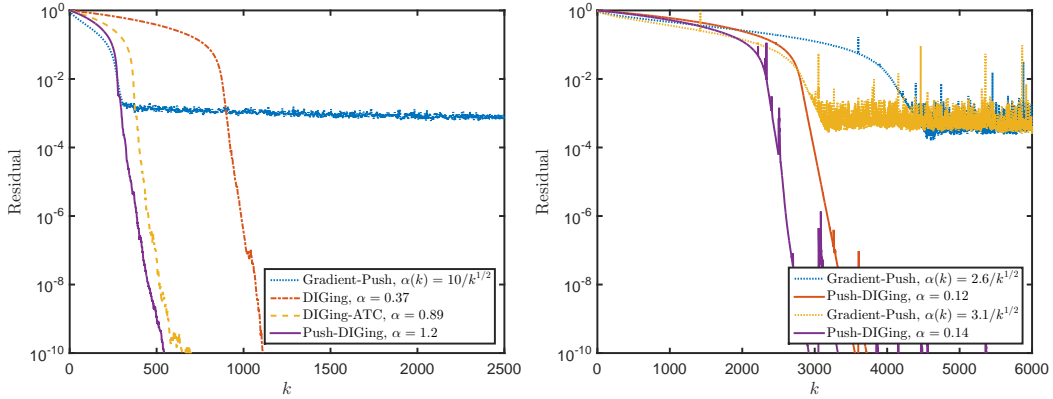 10^0
10^-2
10^-4
10^-6
10^-8
10^-10
Residual
0 500 1000 1500 2000 2500
k
Gradient-Push, α(k) = 10/k^1/2
DIGing, α = 0.37
DIGing-ATC, α = 0.89
Push-DIGing, α = 1.2
10^0
10^-2
10^-4
10^-6
10^-8
10^-10
Residual
0 1000 2000 3000 4000 5000 6000
k
Gradient-Push, α(k) = 2.6/k^1/2
Push-DIGing, α = 0.12
Gradient-Push, α(k) = 3.1/k^1/2
Push-DIGing, α = 0.14